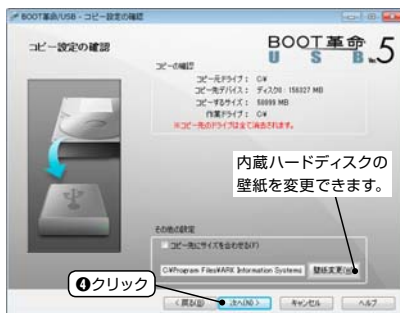 BOOT革命/USB - コピー設定の確認
コピー設定の確認
BOOT革命
USB Ver.5
コピーの確認
コピー元ドライブ： C:¥
コピー先デバイス： ディスク0 : 156327 MB
コピーするサイズ： 58899 MB
作業ドライブ： C:¥
※コピー先のドライブは全て消去されます。
内蔵ハードディスクの
壁紙を変更できます。
その他の設定
コピー先にサイズを合わせる(F)
C:¥Program Files¥ARK Information Systems
壁紙変更(W)
❹クリック
< 戻る(B)
次へ(N) >
キャンセル
ヘルプ